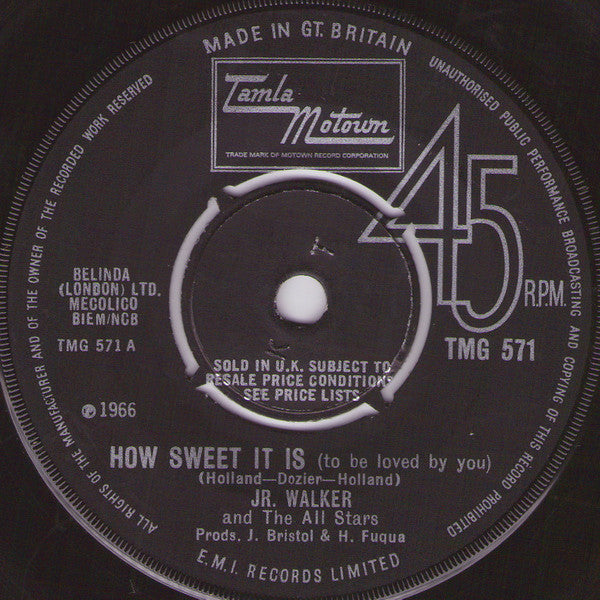 MADE IN GT. BRITAIN
UNAUTHORISED PUBLIC PERFORMANCE BROADCASTING AND COPYING OF THIS RECORD PROHIBITED
ALL RIGHTS OF THE MANUFACTURER AND OF THE OWNER OF THE RECORDED WORK RESERVED
Tamla
Motown
TRADE MARK OF MOTOWN RECORD CORPORATION
45
R.P.M.
TMG 571
BELINDA
(LONDON) LTD.
MECOLICO
BIEM/NCB
TMG 571 A
℗ 1966
SOLD IN U.K. SUBJECT TO
RESALE PRICE CONDITIONS
SEE PRICE LISTS
HOW SWEET IT IS (to be loved by you)
(Holland—Dozier—Holland)
JR. WALKER
and The All Stars
Prods. J. Bristol & H. Fuqua
E.M.I. RECORDS LIMITED